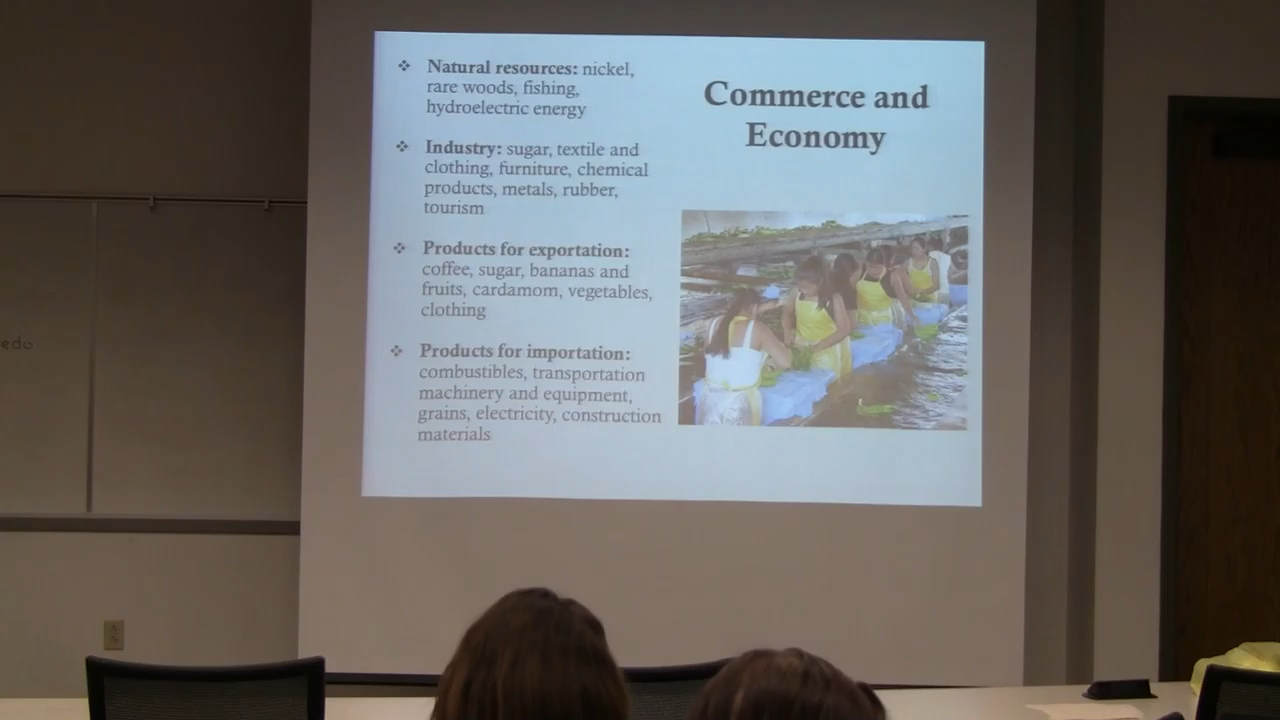 Commerce and
Economy
❖ Natural resources: nickel,
rare woods, fishing,
hydroelectric energy
❖ Industry: sugar, textile and
clothing, furniture, chemical
products, metals, rubber,
tourism
❖ Products for exportation:
coffee, sugar, bananas and
fruits, cardamom, vegetables,
clothing
❖ Products for importation:
combustibles, transportation
machinery and equipment,
grains, electricity, construction
materials
edo